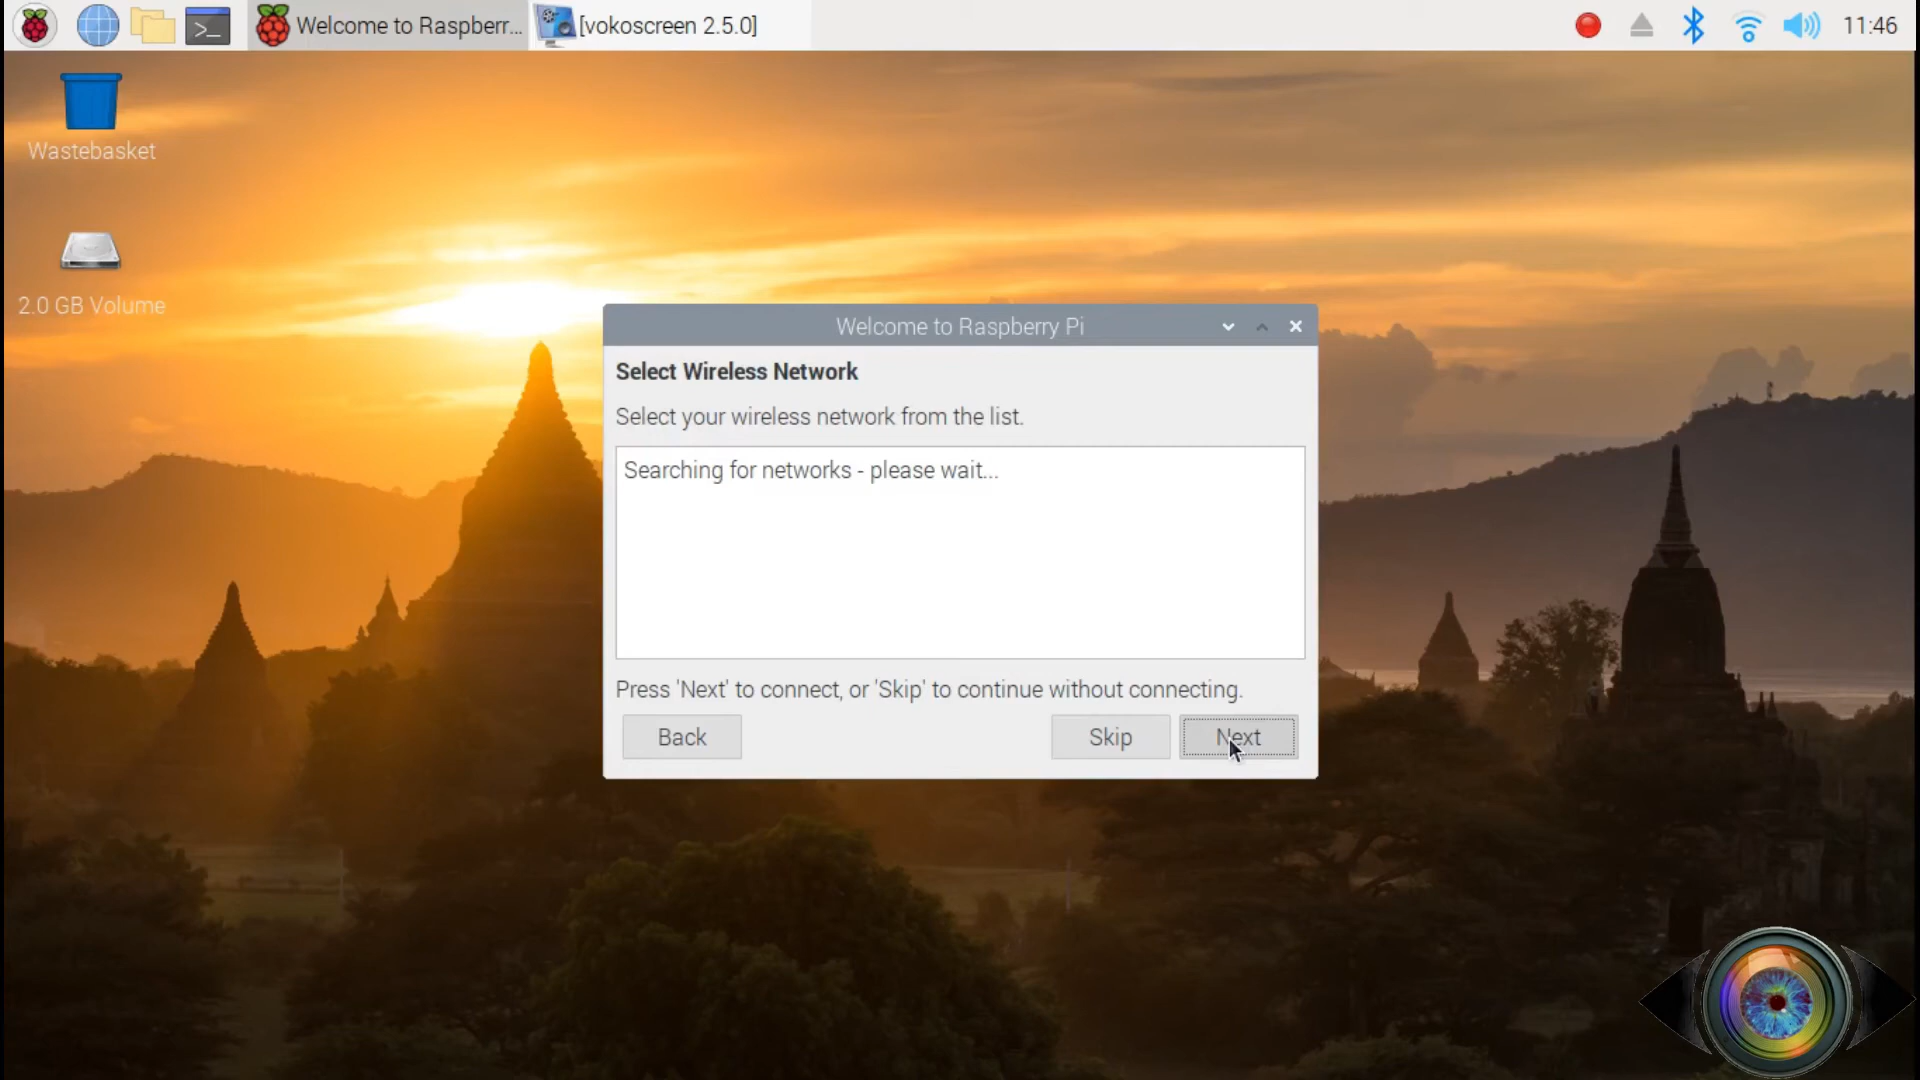 Welcome to Raspberr...
[vokoscreen 2.5.0]
11:46
Wastebasket
2.0 GB Volume
Welcome to Raspberry Pi
Select Wireless Network
Select your wireless network from the list.
Searching for networks - please wait...
Press 'Next' to connect, or 'Skip' to continue without connecting.
Back
Skip
Next